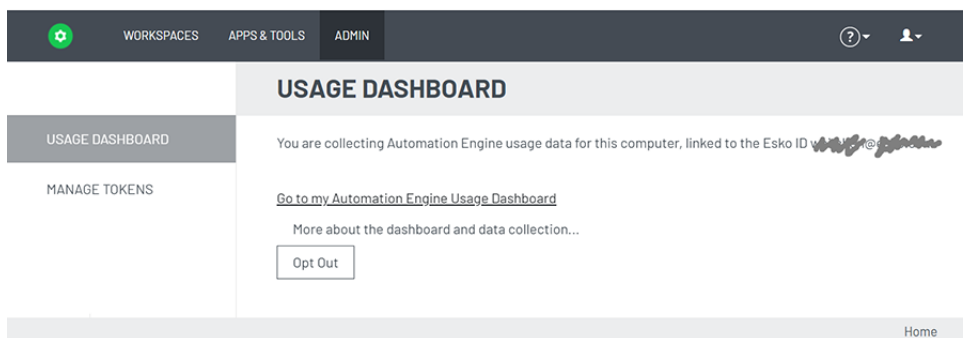 WORKSPACES APPS & TOOLS ADMIN ?
USAGE DASHBOARD
USAGE DASHBOARD
You are collecting Automation Engine usage data for this computer, linked to the Esko ID
MANAGE TOKENS
Go to my Automation Engine Usage Dashboard
More about the dashboard and data collection...
Opt Out
Home